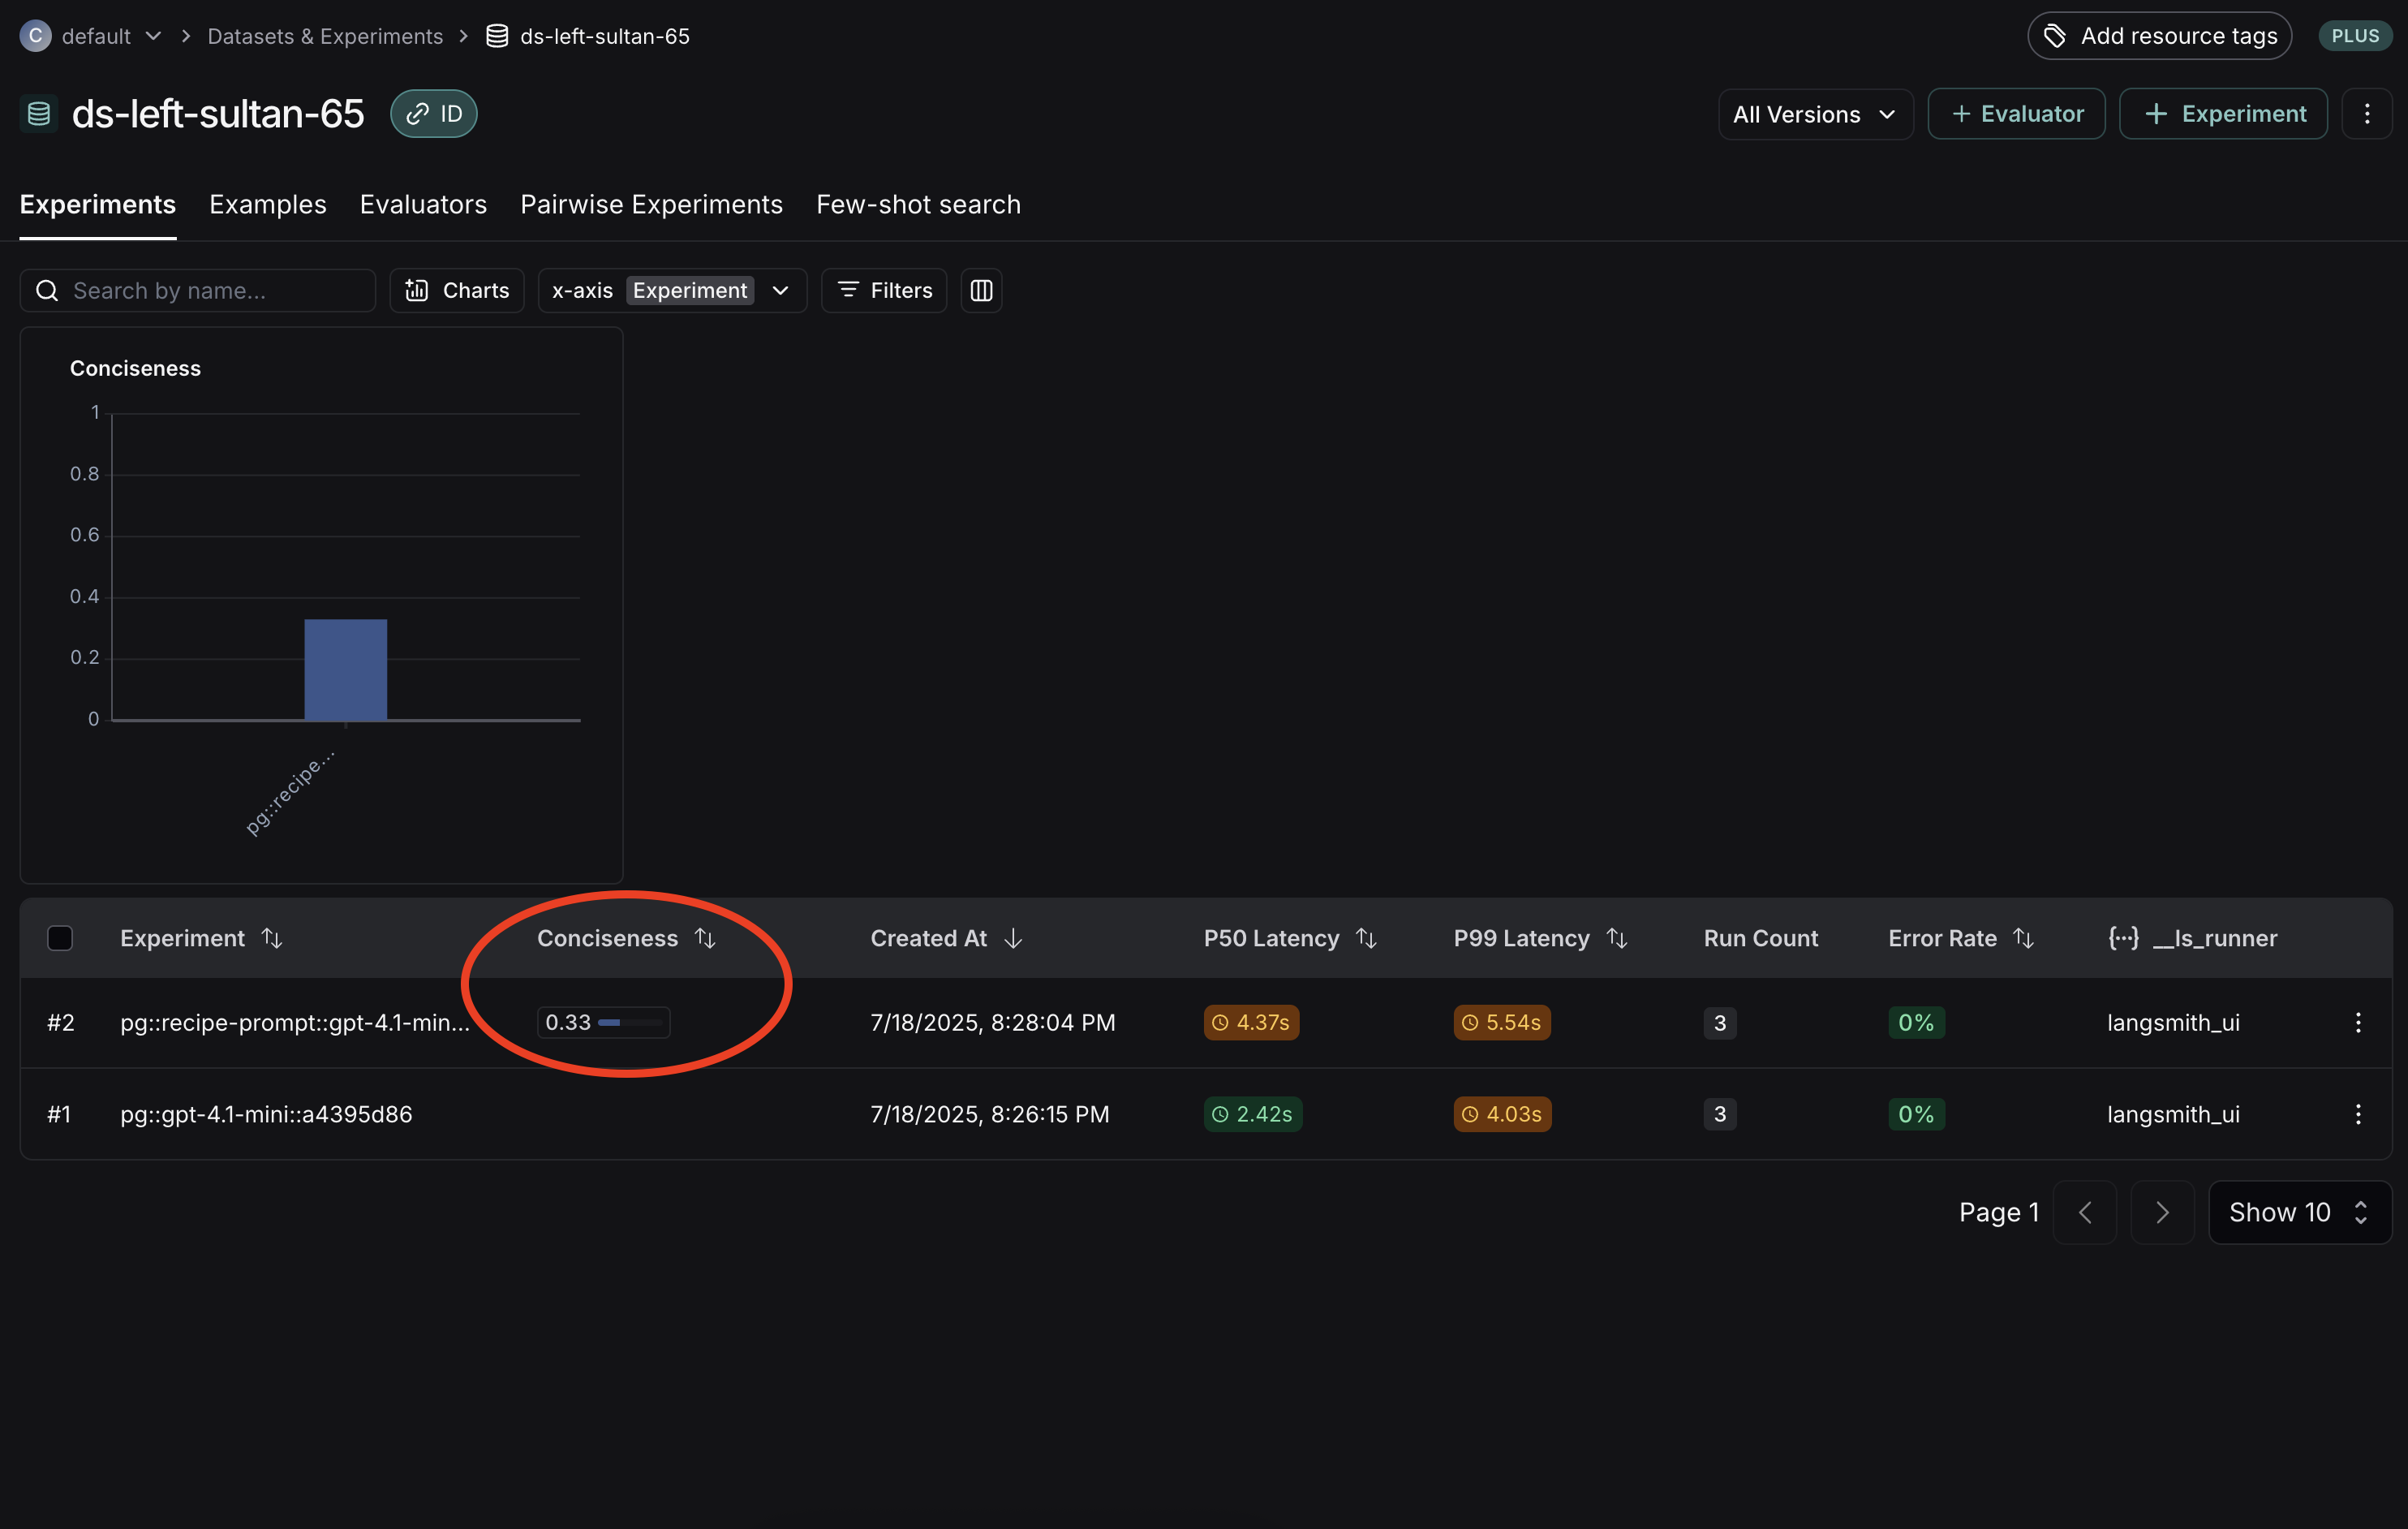 C default > Datasets & Experiments > ds-left-sultan-65
Add resource tags
PLUS
ds-left-sultan-65
ID
All Versions
+ Evaluator
+ Experiment
Experiments
Examples
Evaluators
Pairwise Experiments
Few-shot search
Search by name...
Charts
x-axis Experiment
Filters
Conciseness
1
0.8
0.6
0.4
0.2
0
pg::recipe...
Experiment Conciseness Created At P50 Latency P99 Latency Run Count Error Rate {...} __ls_runner
#2 pg::recipe-prompt::gpt-4.1-min... 0.33 7/18/2025, 8:28:04 PM 4.37s 5.54s 3 0% langsmith_ui
#1 pg::gpt-4.1-mini::a4395d86 7/18/2025, 8:26:15 PM 2.42s 4.03s 3 0% langsmith_ui
Page 1
Show 10